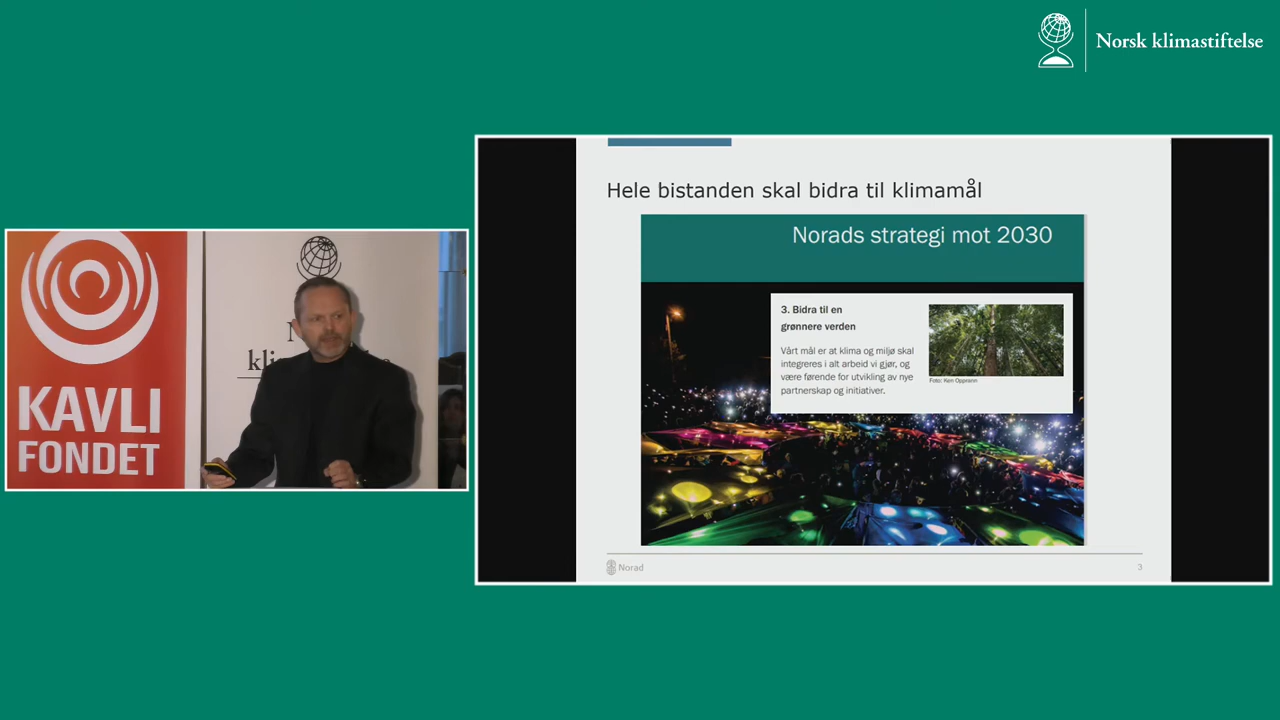 Norsk klimastiftelse
Hele bistanden skal bidra til klimamål
Norads strategi mot 2030
3. Bidra til en
grønnere verden
Vårt mål er at klima og miljø skal
integreres i alt arbeid vi gjør, og
være førende for utvikling av nye
partnerskap og initiativer.
Foto: Ken Opprann
Norad
3
KAVLI
FONDET